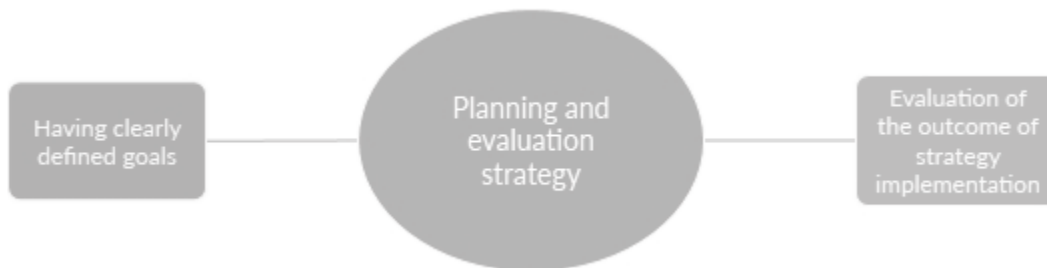 Having clearly
defined goals
Planning and
evaluation
strategy
Evaluation of
the outcome of
strategy
implementation